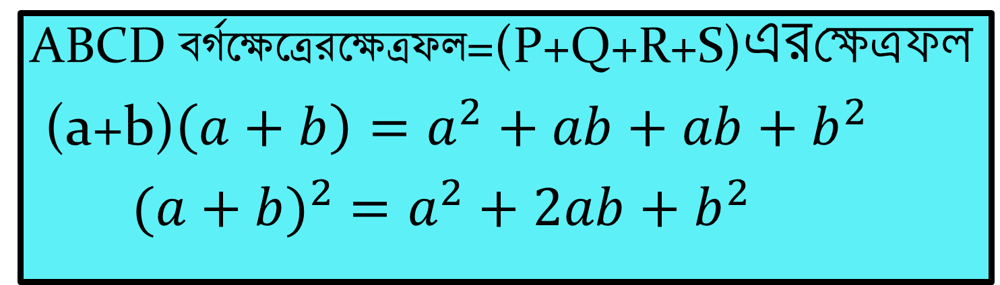 ABCD বর্গক্ষেত্রেরক্ষেত্রফল=(P+Q+R+S)এরক্ষেত্রফল
(a+b)(a + b) = a² + ab + ab + b²
(a + b)² = a² + 2ab + b²